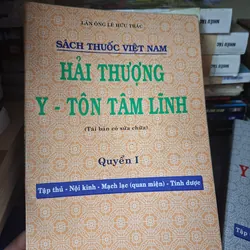 LÃN ÔNG LÊ HỮU TRÁC
SÁCH THUỐC VIỆT NAM
HẢI THƯỢNG
Y - TÔN TÂM LĨNH
(Tái bản có sửa chữa)
Quyển I
Tập thủ - Nội kinh - Mạch lạc (quan miện) - Tính dược
Y
Tập